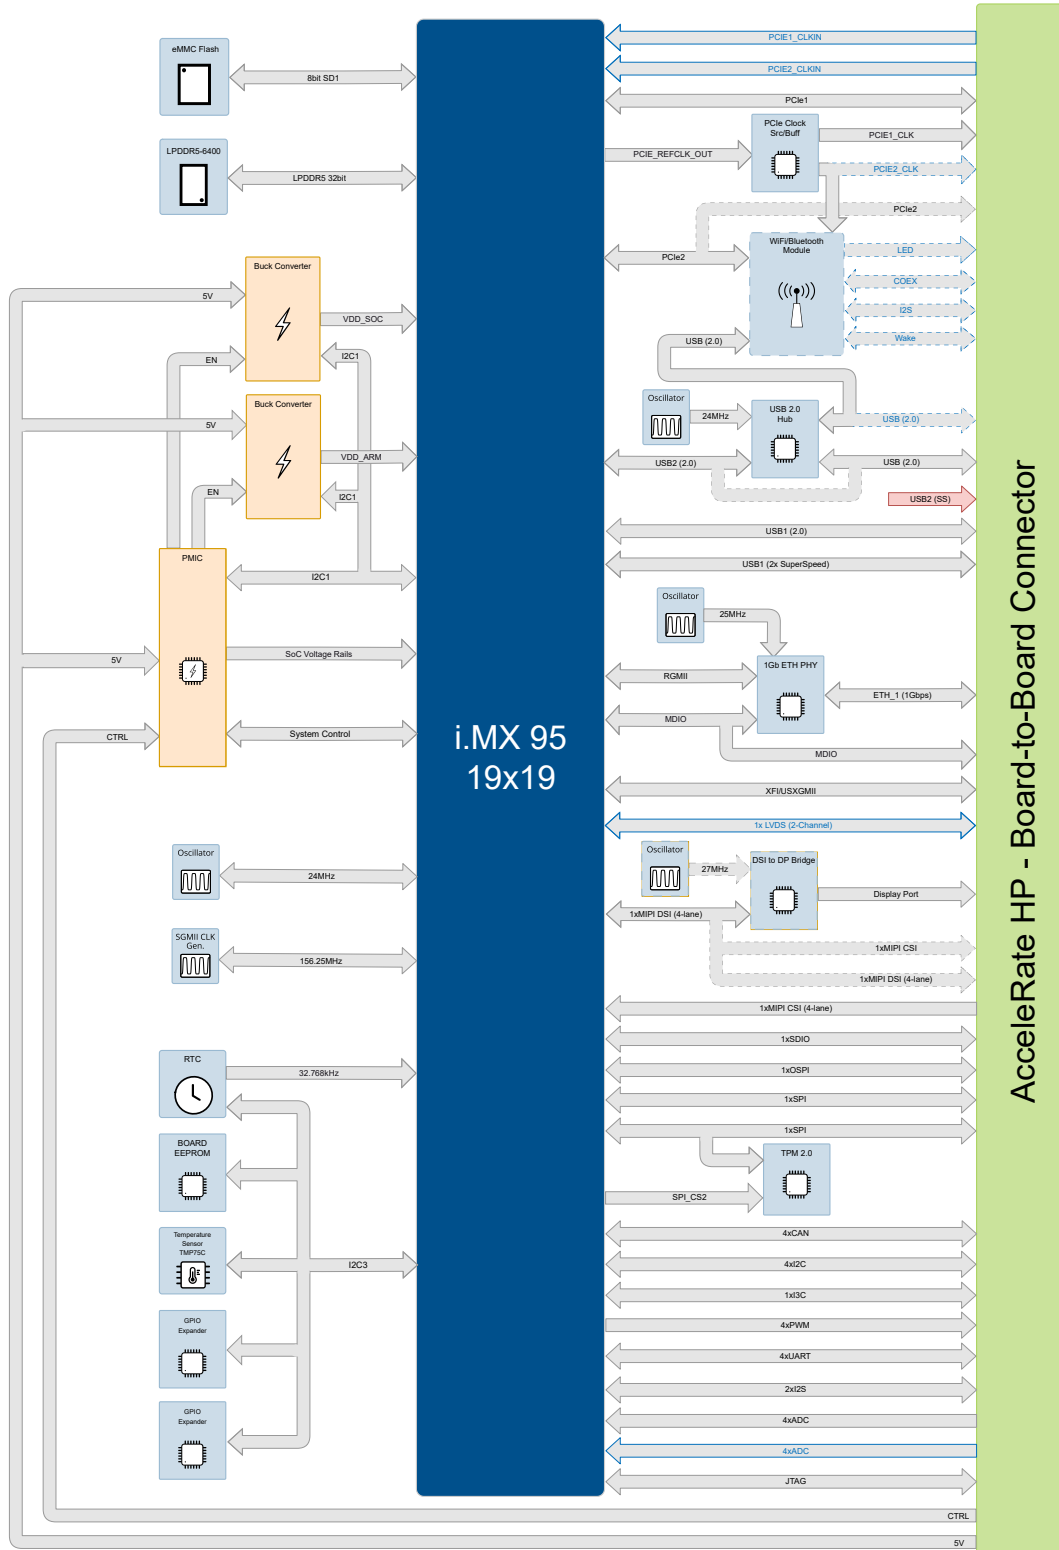 eMMC Flash
8bit SD1
LPDDR5-6400
LPDDR5 32bit
Buck Converter
5V
VDD_SOC
EN
I2C1
Buck Converter
5V
VDD_ARM
EN
I2C1
PMIC
I2C1
5V
SoC Voltage Rails
CTRL
System Control
Oscillator
24MHz
SGMII CLK
Gen.
156.25MHz
RTC
32.768kHz
BOARD
EEPROM
Temperature
Sensor
TMP75C
I2C3
GPIO
Expander
GPIO
Expander
i.MX 95
19x19
PCIE1_CLKIN
PCIE2_CLKIN
PCIe1
PCIe Clock
Src/Buff
PCIE1_CLK
PCIE_REFCLK_OUT
PCIE2_CLK
PCIe2
WiFi/Bluetooth
Module
LED
PCIe2
COEX
I2S
Wake
USB (2.0)
Oscillator
24MHz
USB 2.0
Hub
USB (2.0)
USB2 (2.0)
USB (2.0)
USB2 (SS)
USB1 (2.0)
USB1 (2x SuperSpeed)
Oscillator
25MHz
1Gb ETH PHY
RGMII
ETH_1 (1Gbps)
MDIO
MDIO
XFI/USXGMII
1x LVDS (2-Channel)
Oscillator
27MHz
DSI to DP Bridge
Display Port
1xMIPI DSI (4-lane)
1xMIPI CSI
1xMIPI DSI (4-lane)
1xMIPI CSI (4-lane)
1xSDIO
1xOSPI
1xSPI
1xSPI
TPM 2.0
SPI_CS2
4xCAN
4xI2C
1xI3C
4xPWM
4xUART
2xI2S
4xADC
4xADC
JTAG
CTRL
5V
AcceleRate HP - Board-to-Board Connector